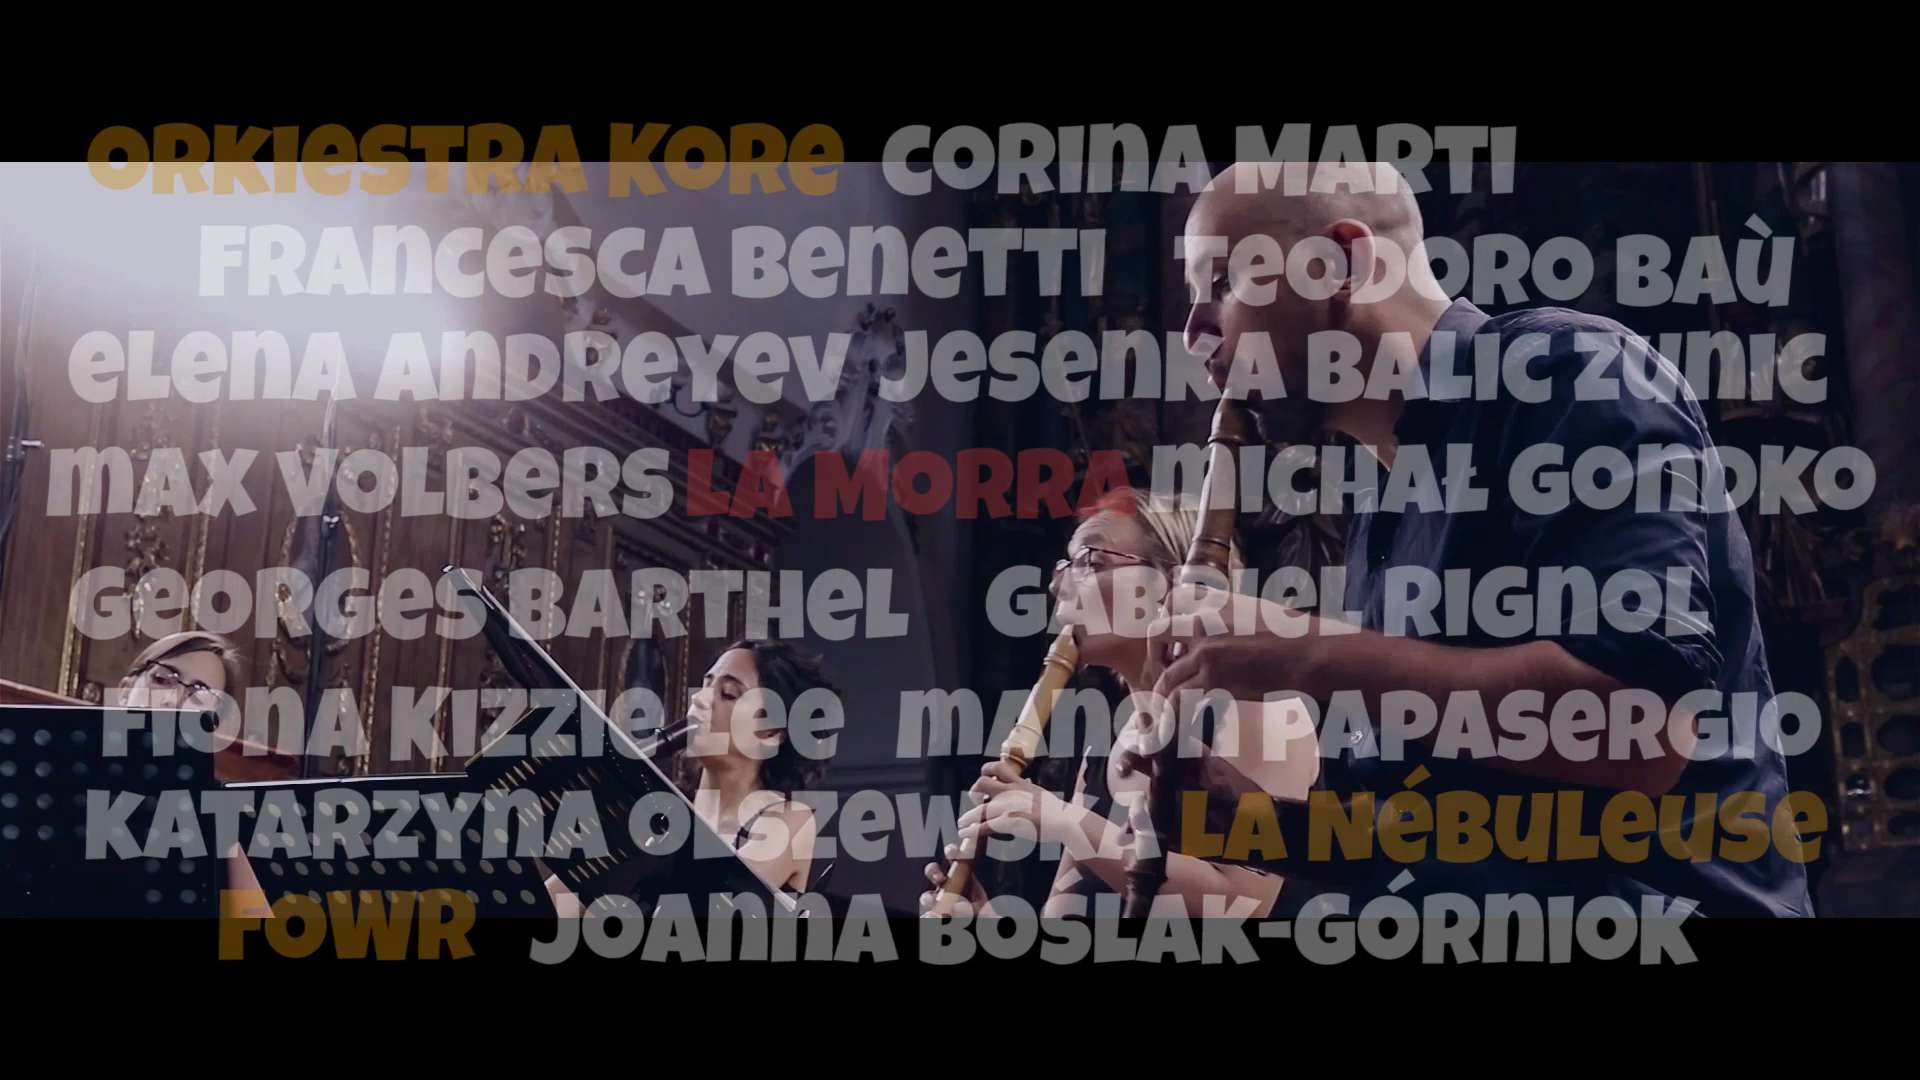 ORKIESTRA KORE CORINA MARTI
FRANCESCA BENETTI TEODORO BAÙ
ELENA ANDREYEV JESENKA BALIC ZUNIC
MAX VOLBERS LA MORRA MICHAŁ GONDKO
GEORGES BARTHEL GABRIEL RIGNOL
FIONA KIZZIE LEE MANON PAPASERGIO
KATARZYNA OLSZEWSKA LA NÉBULEUSE
FOWR JOANNA BOŚLAK-GÓRNIOK